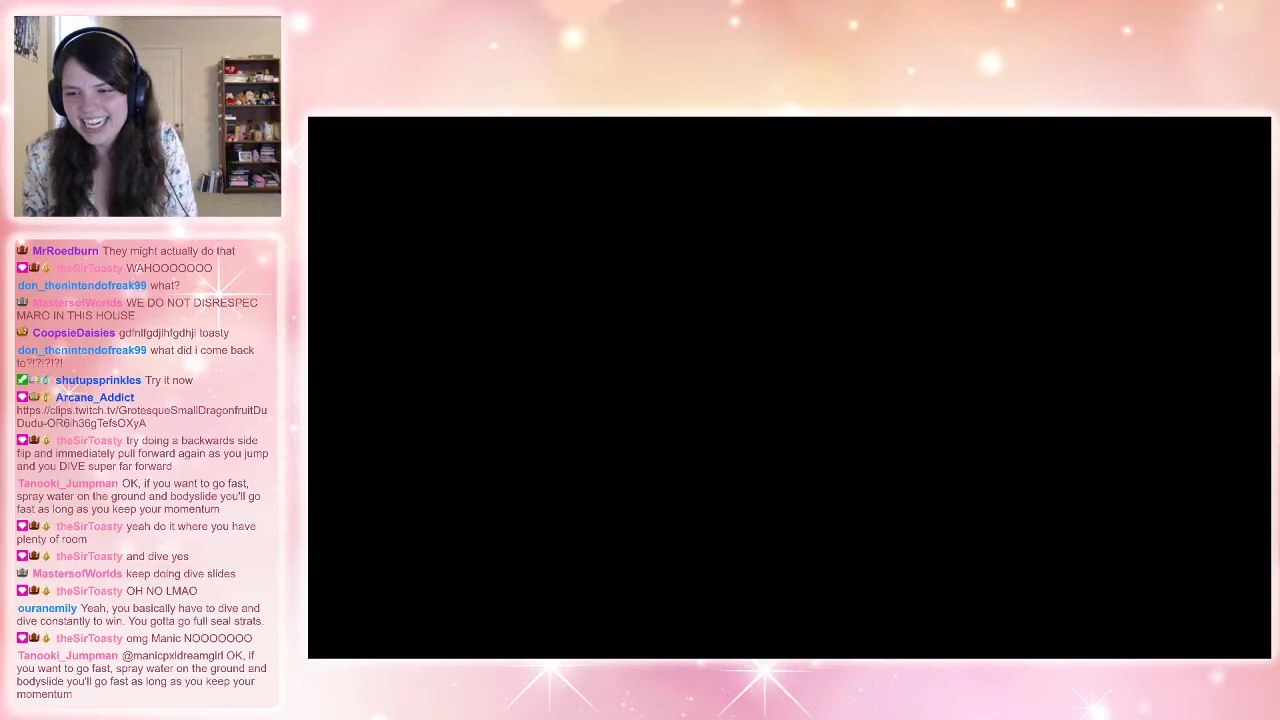 MrRoedburn They might actually do that
theSirToasty WAHOOOOOOO
don_thenintendofreak99 what?
MastersofWorlds WE DO NOT DISRESPEC
MARO IN THIS HOUSE
CoopsieDaisies gdfnlfgdjlhfgdhjl toasty
don_thenintendofreak99 what did i come back
to?!?!?!?!
shutupsprinkles Try it now
Arcane_Addict
https://clips.twitch.tv/GrotesqueSmallDragonfruitDu
Dudu-OR6ih36gTefsOXyA
theSirToasty try doing a backwards side
flip and immediately pull forward again as you jump
and you DIVE super far forward
Tanooki_Jumpman OK, if you want to go fast,
spray water on the ground and bodyslide you'll go
fast as long as you keep your momentum
theSirToasty yeah do it where you have
plenty of room
theSirToasty and dive yes
MastersofWorlds keep doing dive slides
theSirToasty OH NO LMAO
ouranemily Yeah, you basically have to dive and
dive constantly to win. You gotta go full seal strats.
theSirToasty omg Manic NOOOOOOO
Tanooki_Jumpman @manicpxldreamgirl OK, if
you want to go fast, spray water on the ground and
bodyslide you'll go fast as long as you keep your
momentum